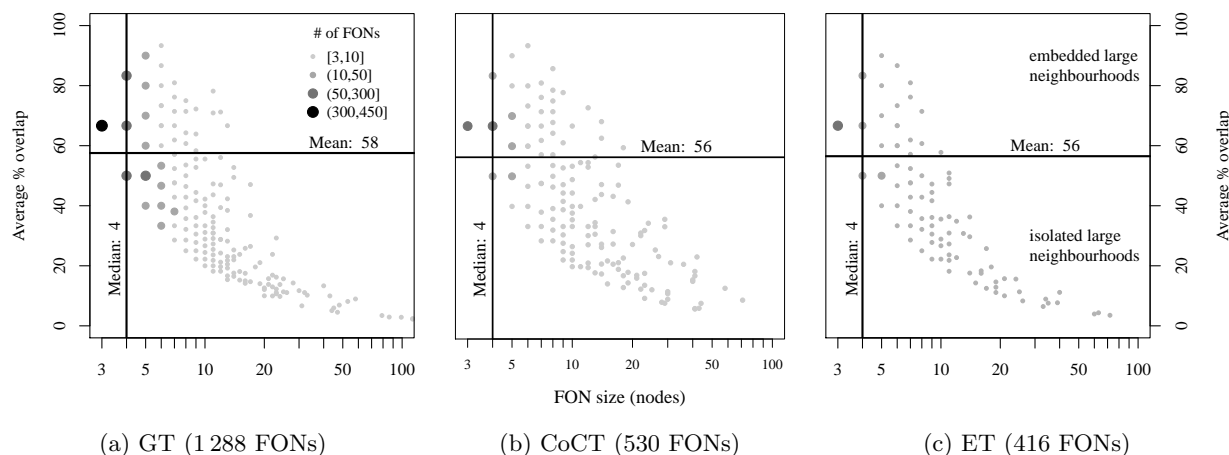 Average % overlap
100
80
60
40
20
0
# of FONs
[3,10]
(10,50]
(50,300]
(300,450]
Mean: 58
Median: 4
3 5 10 20 50 100
Mean: 56
Median: 4
3 5 10 20 50 100
FON size (nodes)
embedded large
neighbourhoods
Mean: 56
isolated large
neighbourhoods
Median: 4
3 5 10 20 50 100
100
80
60
40
20
0
Average % overlap
(a) GT (1 288 FONs)
(b) CoCT (530 FONs)
(c) ET (416 FONs)